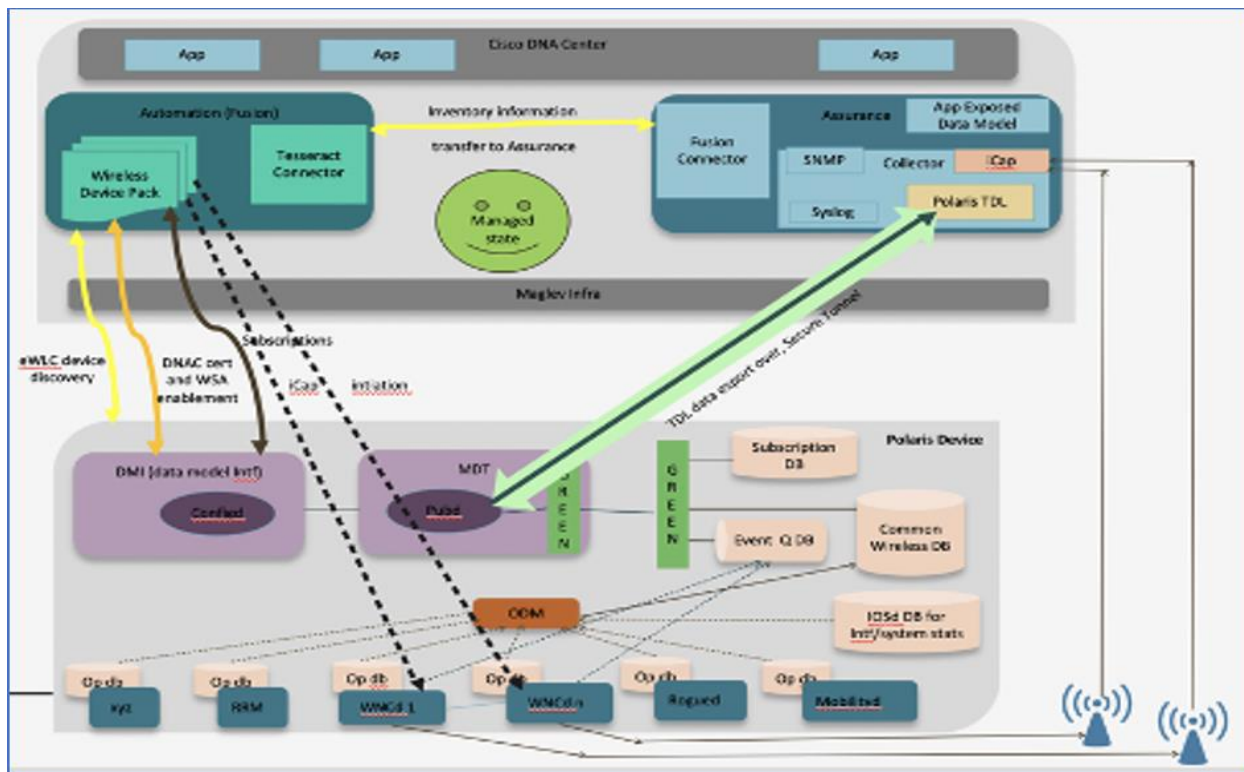 Cisco DNA Center
App
App
App
Automation (Fusion)
Wireless
Device Pack
Tesseract
Connector
Inventory information
transfer to Assurance
Managed
state
Fusion
Connector
Assurance
App Exposed
Data Model
SNMP
Collector
iCap
Syslog
Polaris TDL
Maglev Infra
eWLC device
discovery
DNAC cert
and WSA
enablement
Subscriptions
iCap intiation
TDL data export over, Secure Tunnel
Polaris Device
DMI (data model Intf)
Confied
MDT
Pubd
GREEN
GREEN
Subscription
DB
Event Q DB
Common
Wireless DB
ODM
IOSd DB for
Intf/system stats
Op db
Op db
Op db
Op db
Op db
Op db
xyz
RRM
WNCd 1
WNCd n
Rogued
Mobilityd